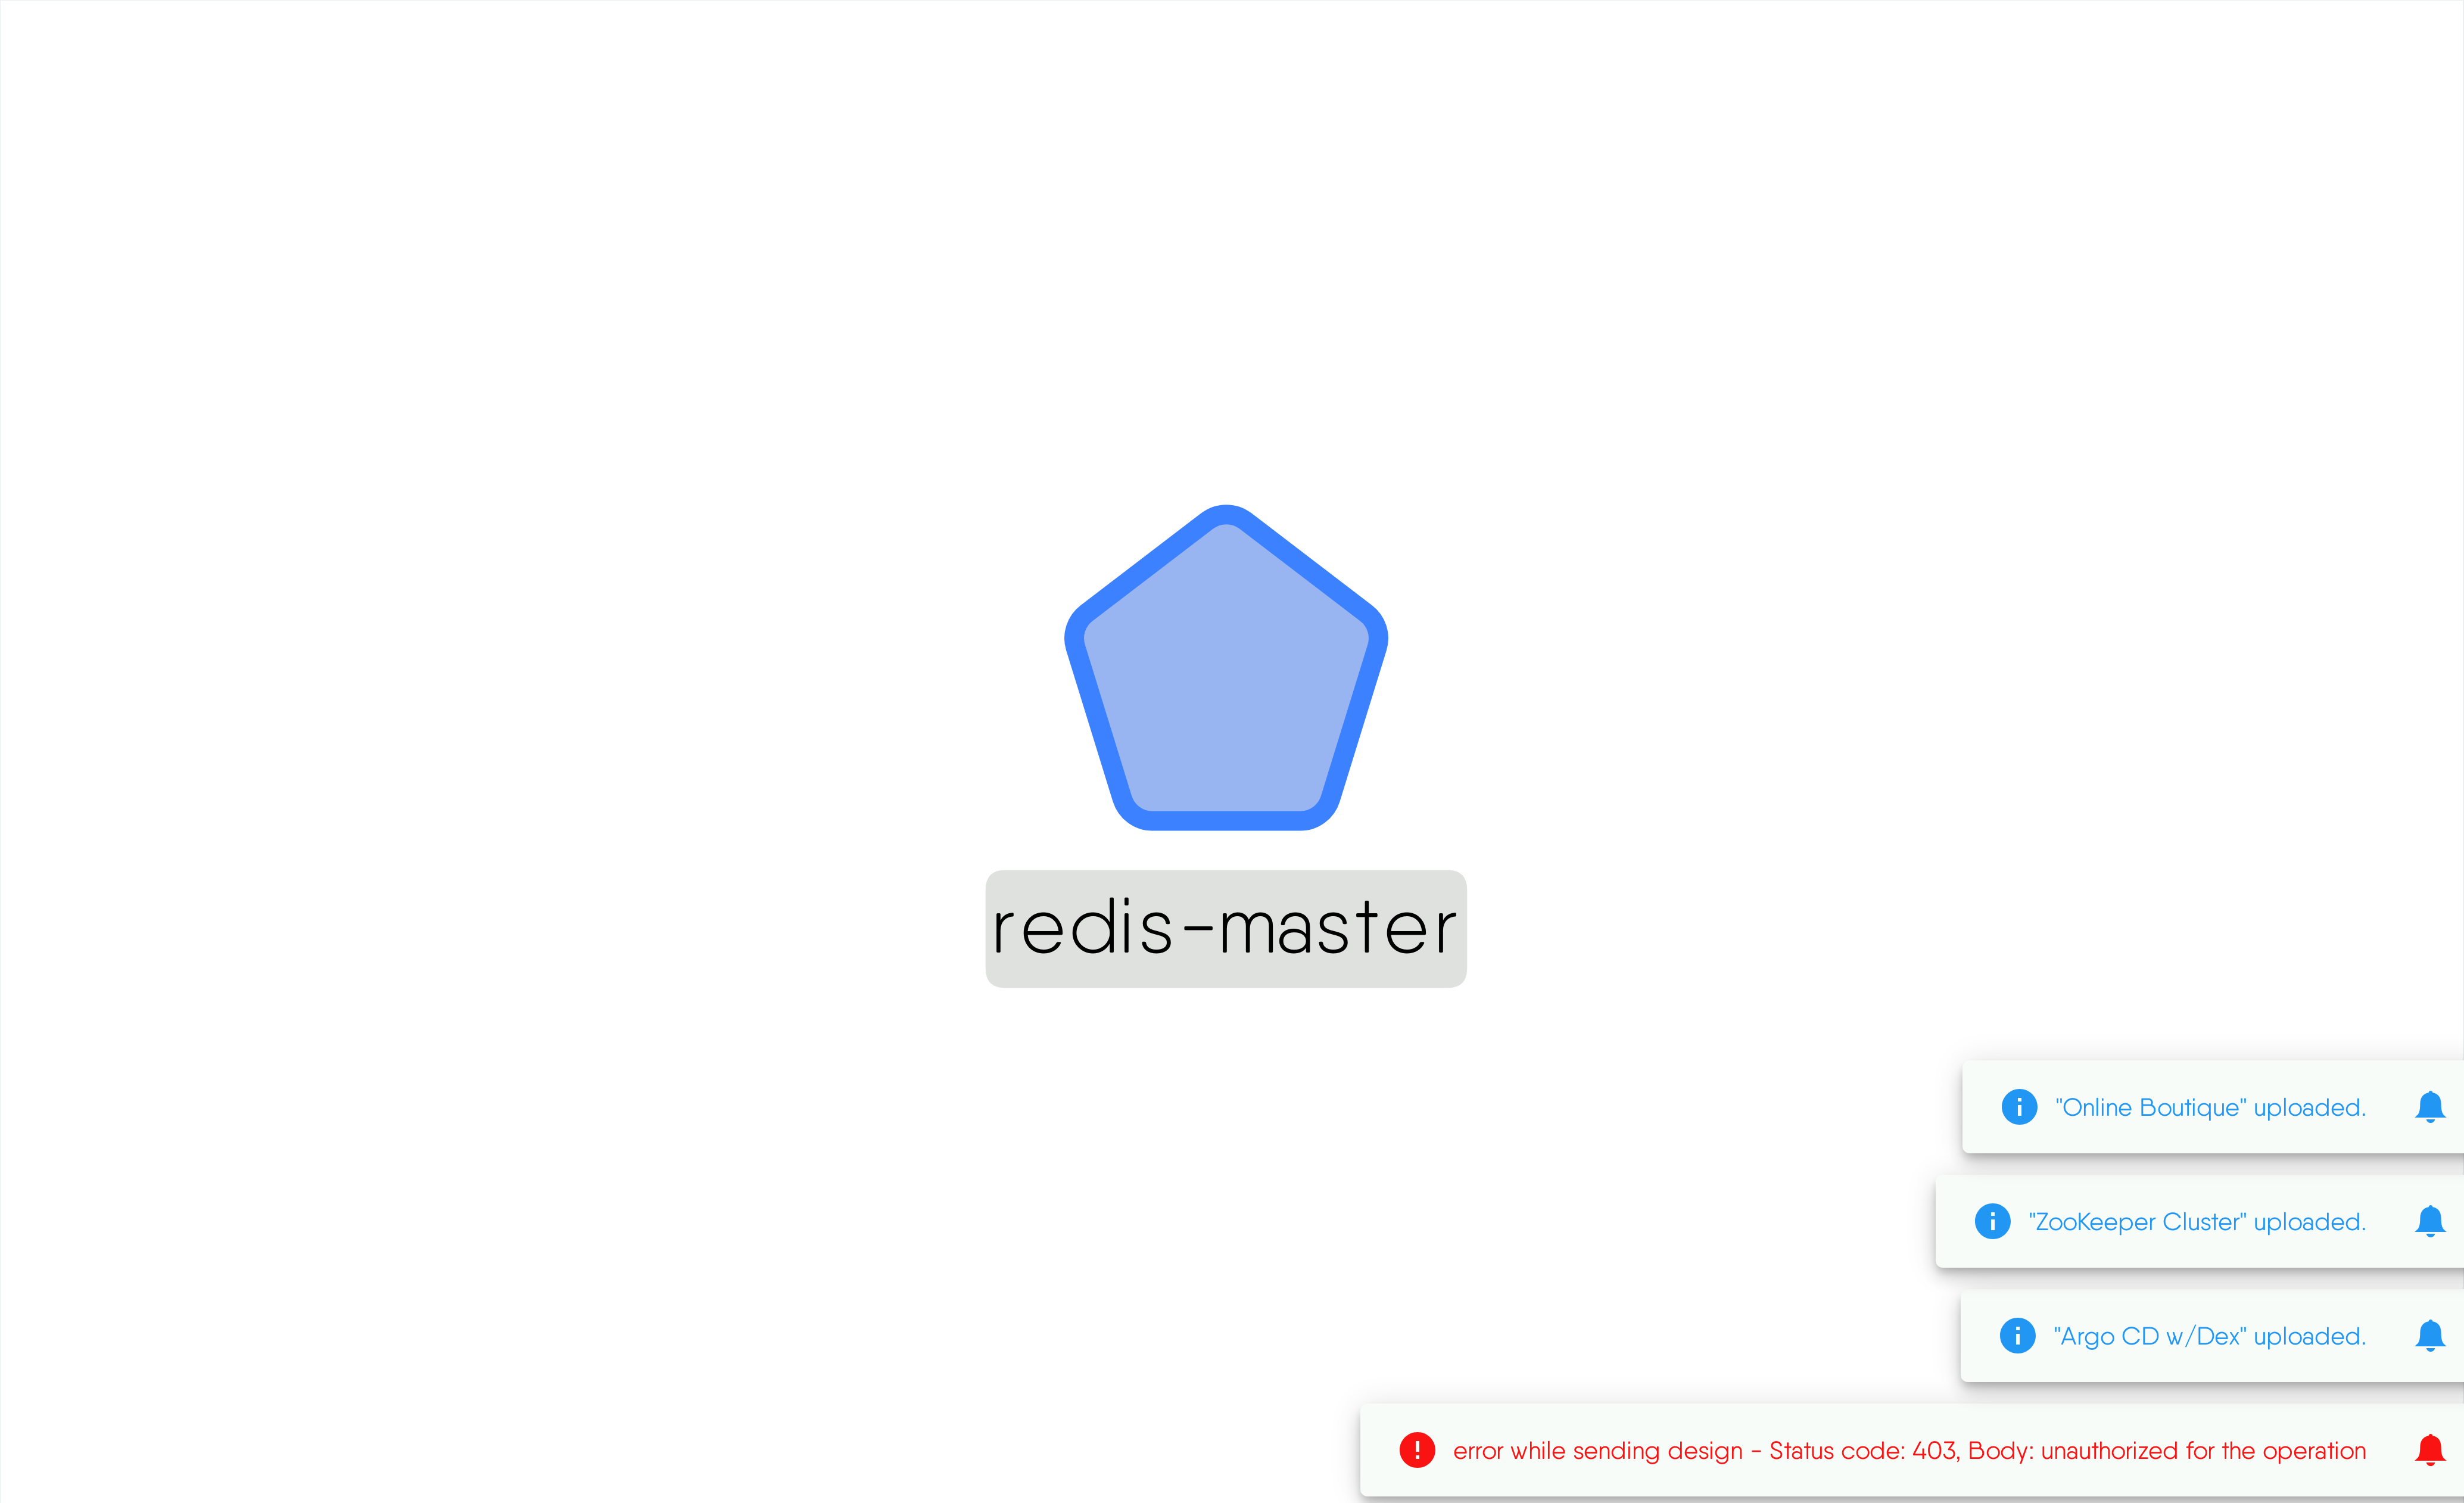 redis-master
"Online Boutique" uploaded.
"ZooKeeper Cluster" uploaded.
"Argo CD w/Dex" uploaded.
error while sending design - Status code: 403, Body: unauthorized for the operation